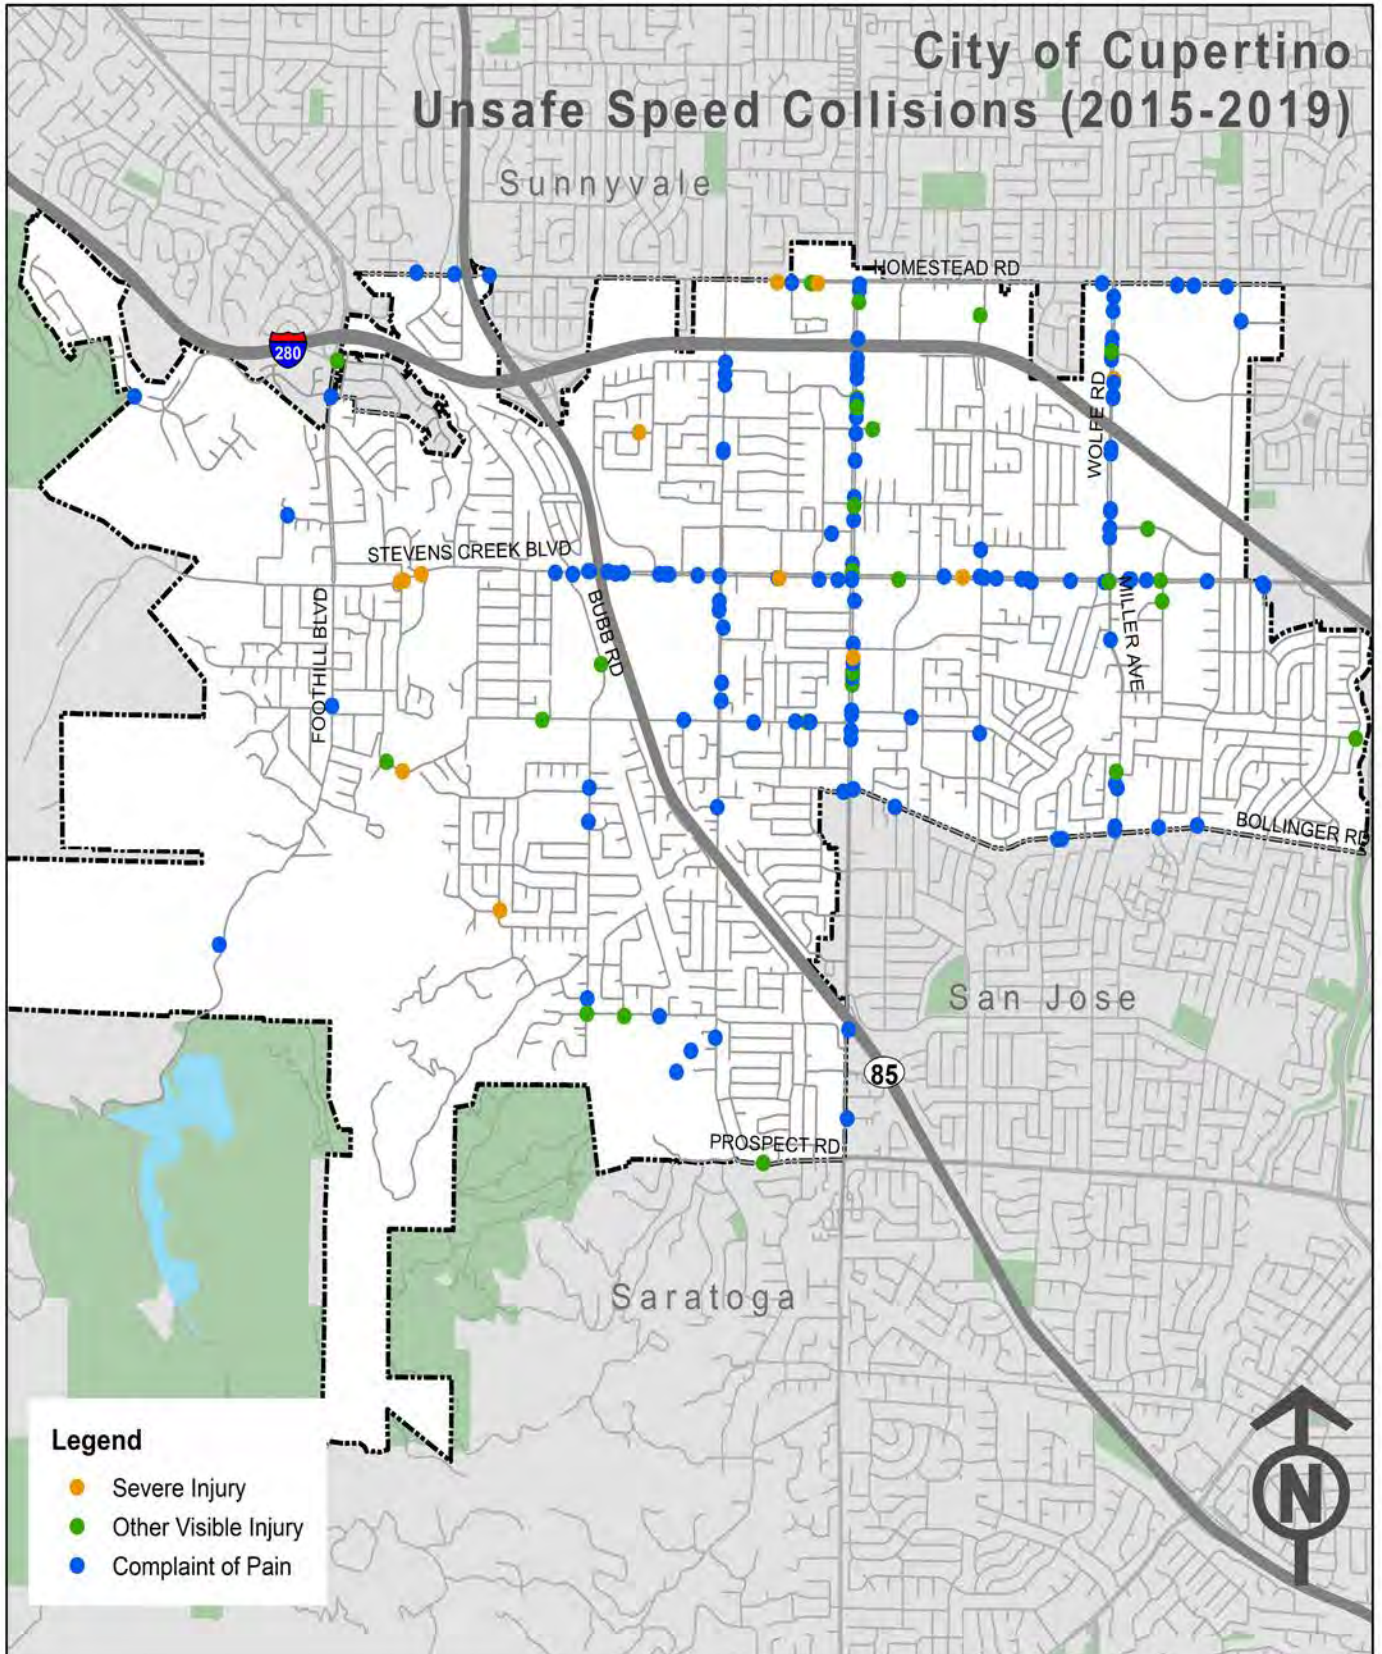 City of Cupertino
Unsafe Speed Collisions (2015-2019)
Sunnyvale
HOMESTEAD RD
280
WOLFE RD
STEVENS CREEK BLVD
FOOTHILL BLVD
BUBB RD
MILLER AVE
BOLLINGER RD
San Jose
85
PROSPECT RD
Saratoga
Legend
Severe Injury
Other Visible Injury
Complaint of Pain
N